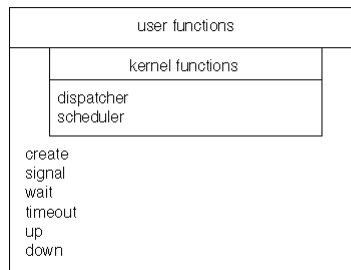 user functions
kernel functions
dispatcher
scheduler
create
signal
wait
timeout
up
down